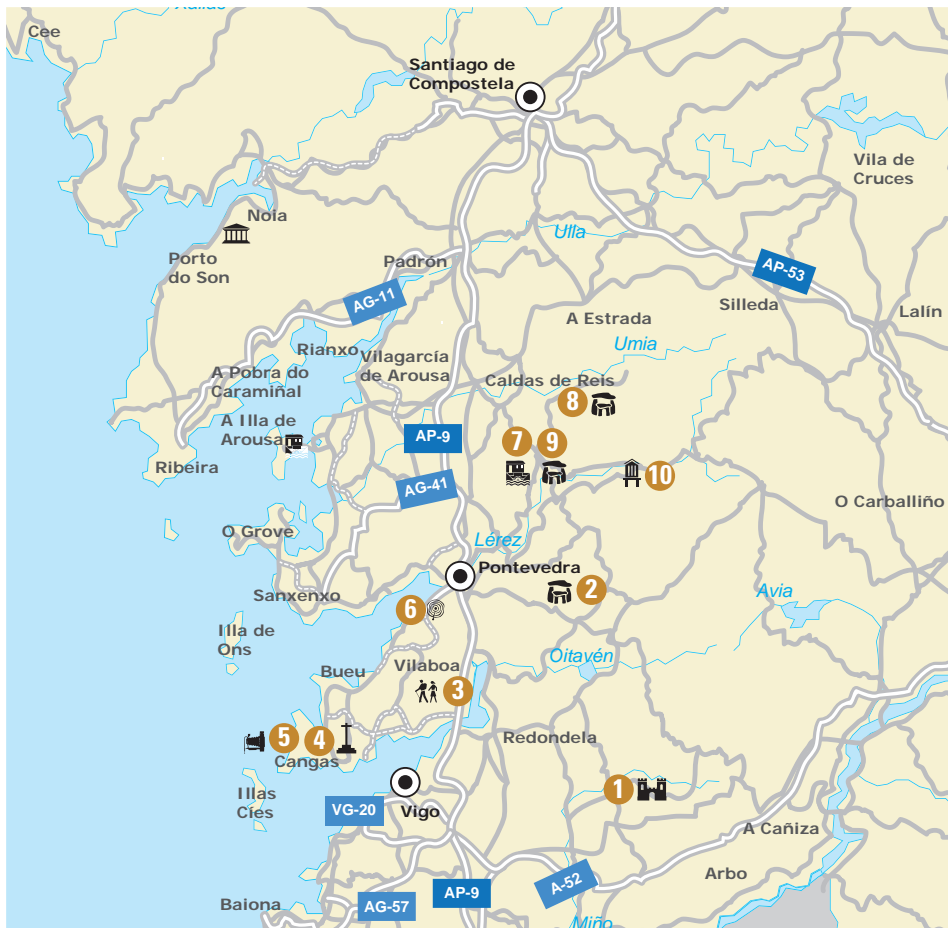 Xallas
Cee
Santiago de
Compostela
Vila de
Cruces
Noia
Ulla
Porto
do Son
Padrón
AP-53
AG-11
Silleda
Lalín
A Estrada
Rianxo
Umia
Vilagarcía
de Arousa
A Pobra do
Caramiñal
Caldas de Reis
8
A Illa de
Arousa
AP-9
7
9
Ribeira
10
AG-41
O Carballiño
O Grove
Lérez
Pontevedra
Sanxenxo
2
Avia
6
Illa de
Ons
Oitavén
Bueu
Vilaboa
3
5
4
Redondela
Cangas
1
Illas
Cíes
VG-20
Vigo
A Cañiza
A-52
Arbo
AP-9
Baiona
AG-57
Miño